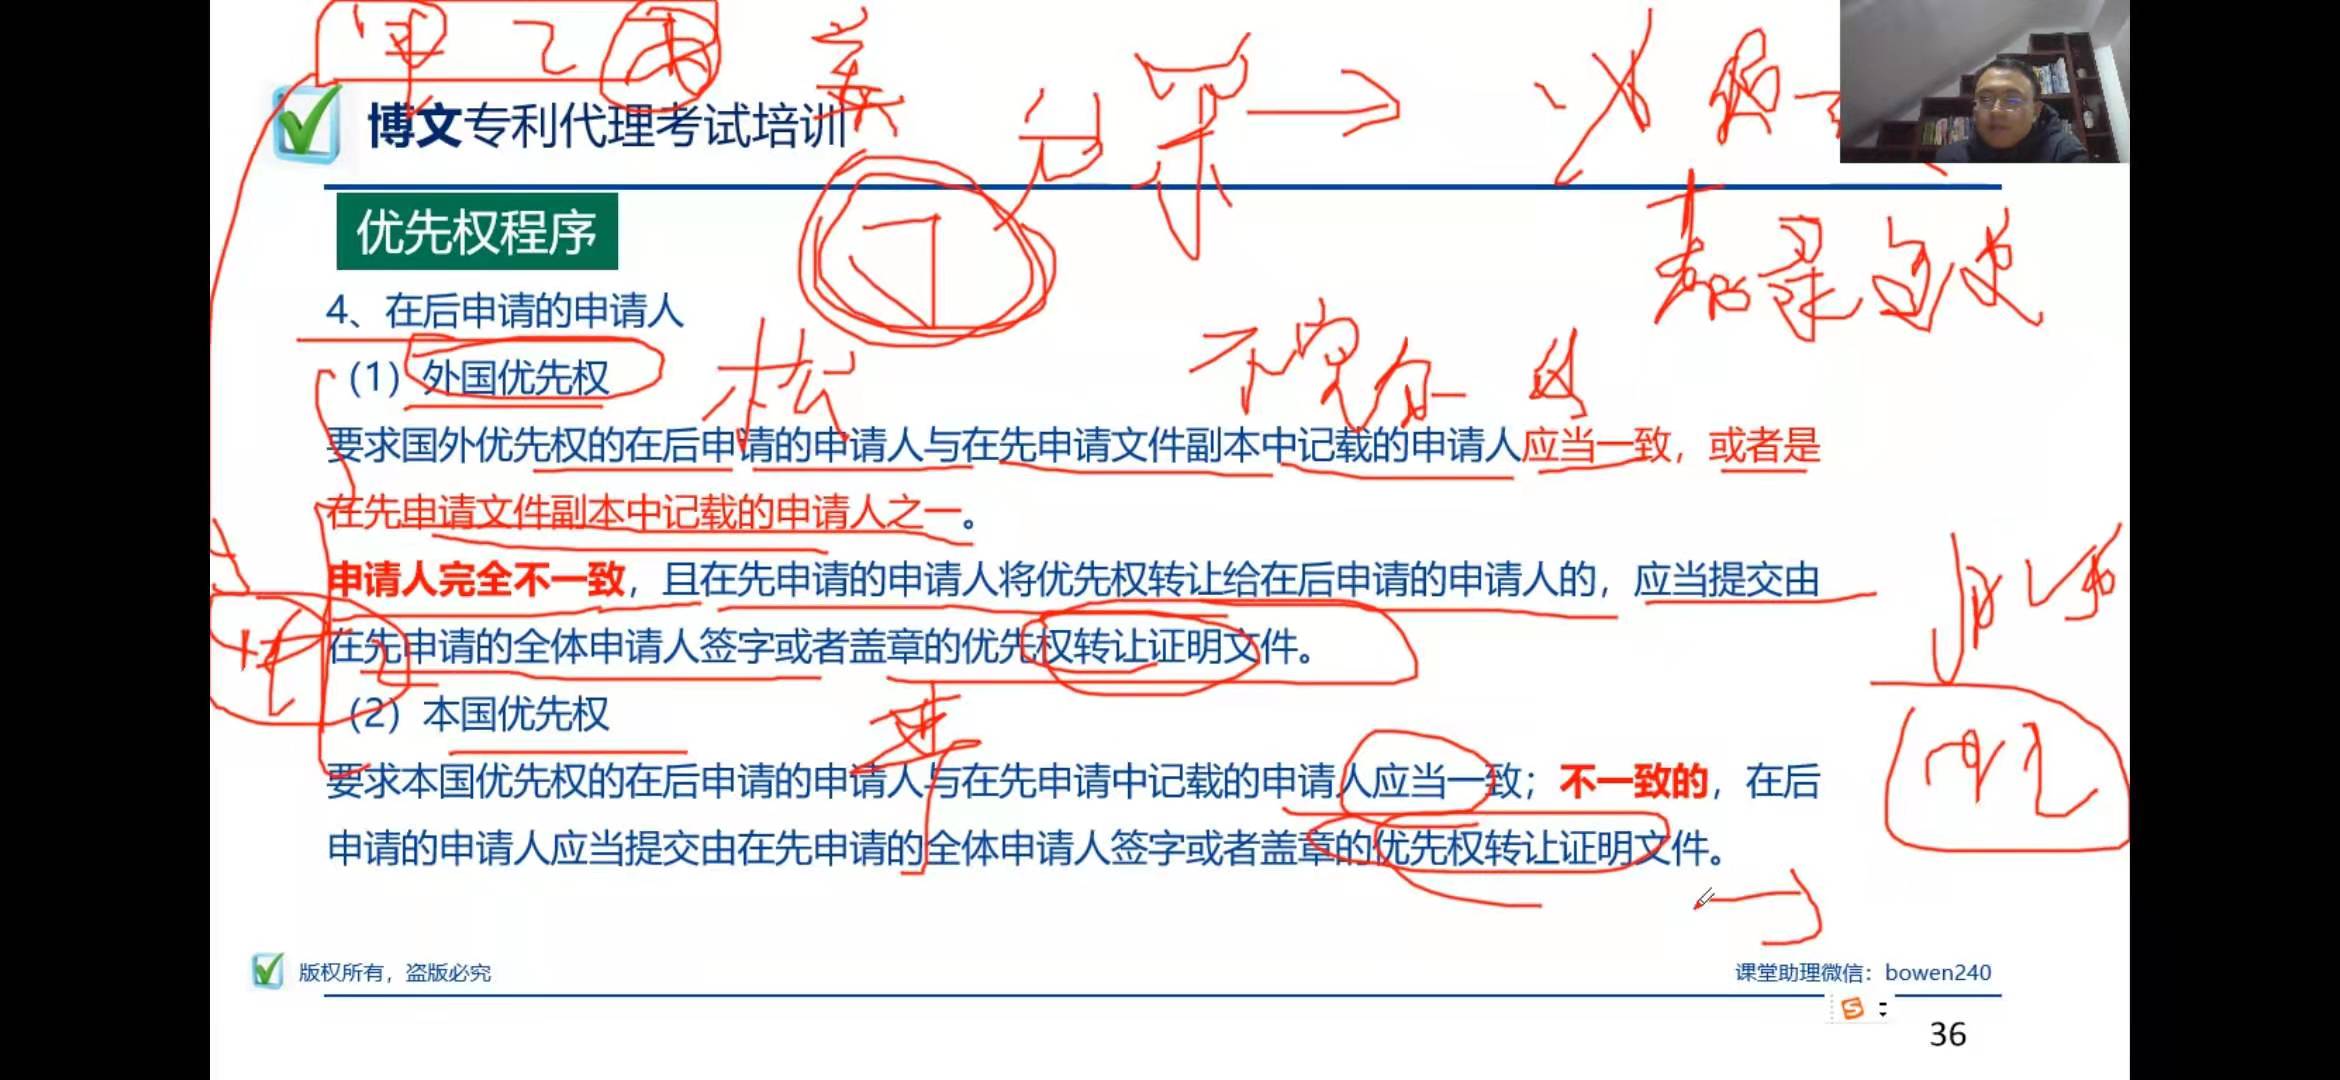 甲 乙 丙 美
博文专利代理考试培训
优先权程序
4、在后申请的申请人
（1）外国优先权
松
要求国外优先权的在后申请的申请人与在先申请文件副本中记载的申请人应当一致，或者是
在先申请文件副本中记载的申请人之一。
申请人完全不一致，且在先申请的申请人将优先权转让给在后申请的申请人的，应当提交由
在先申请的全体申请人签字或者盖章的优先权转让证明文件。
（2）本国优先权
要求本国优先权的在后申请的申请人与在先申请中记载的申请人应当一致；不一致的，在后
申请的申请人应当提交由在先申请的全体申请人签字或者盖章的优先权转让证明文件。
版权所有，盗版必究
课堂助理微信：bowen240
36